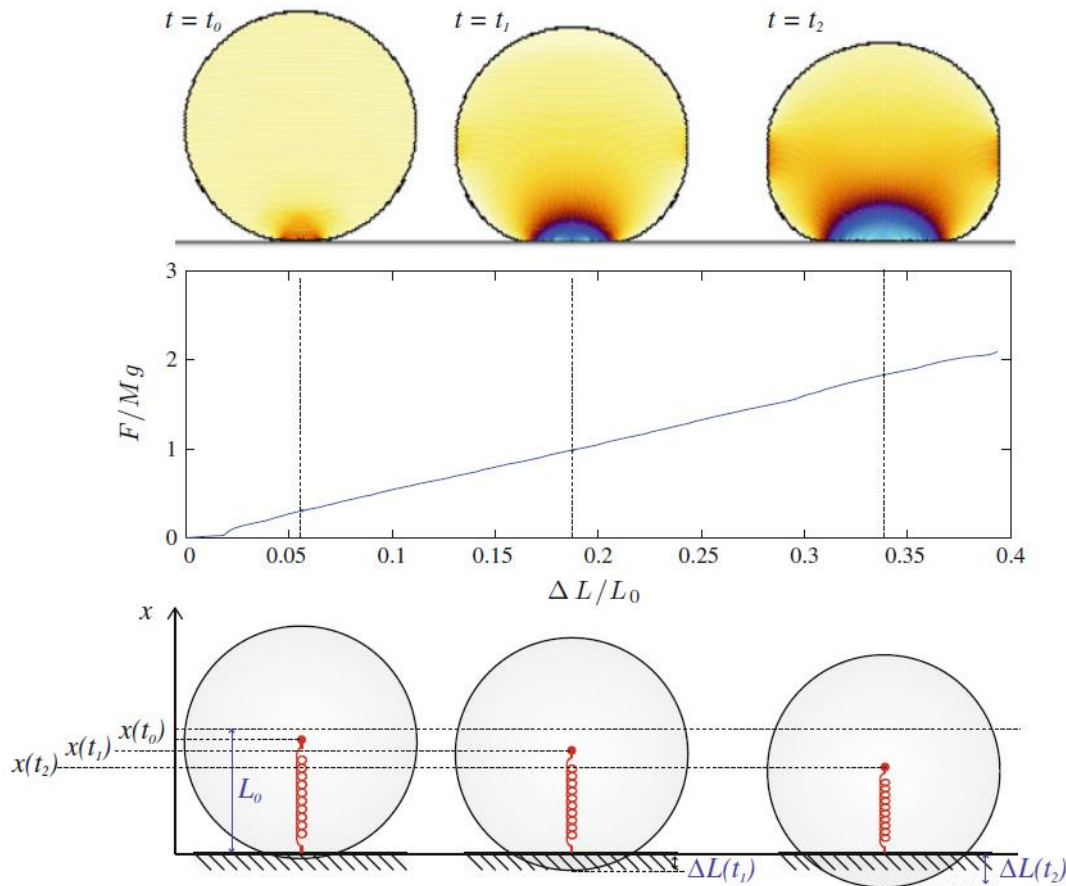 t = t₀
t = t₁
t = t₂
3
2
1
0
F/Mg
0
0.05
0.1
0.15
0.2
0.25
0.3
0.35
0.4
Δ L/L₀
x
x(t₀)
x(t₁)
x(t₂)
L₀
ΔL(t₁)
ΔL(t₂)